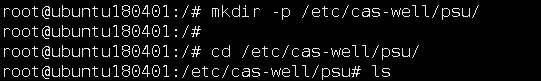 root@ubuntu180401:/# mkdir -p /etc/cas-well/psu/
root@ubuntu180401:/#
root@ubuntu180401:/# cd /etc/cas-well/psu/
root@ubuntu180401:/etc/cas-well/psu# ls